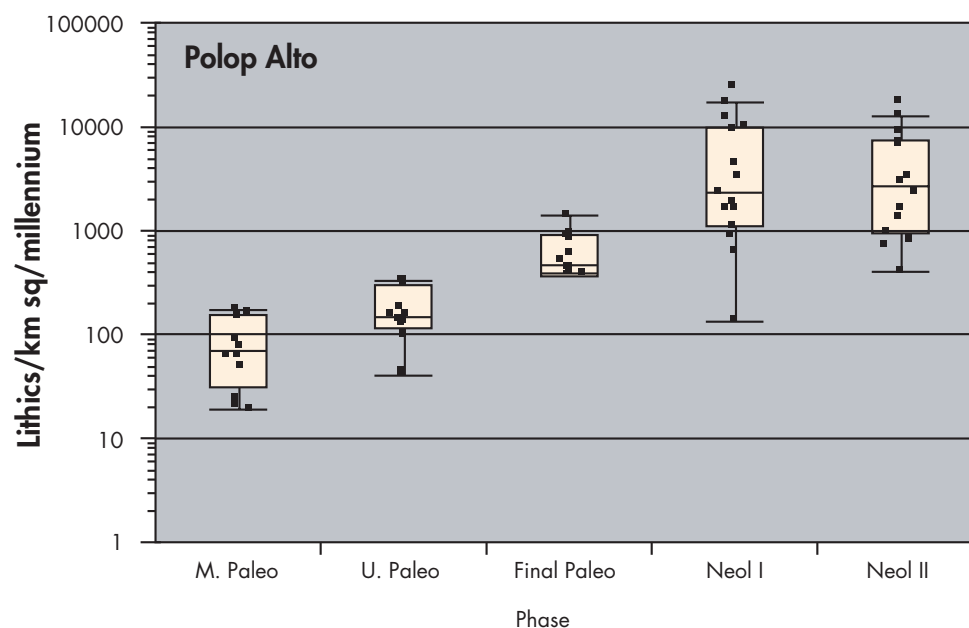 Polop Alto
Lithics/km sq/millennium
100000
10000
1000
100
10
1
M. Paleo U. Paleo Final Paleo Neol I Neol II
Phase